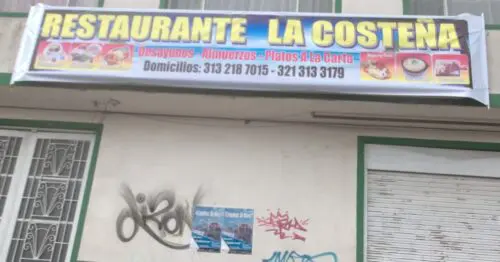 RESTAURANTE LA COSTEÑA
Desayunos - Almuerzos - Platos A La Carta
Domicilios: 313 218 7015 - 321 313 3179